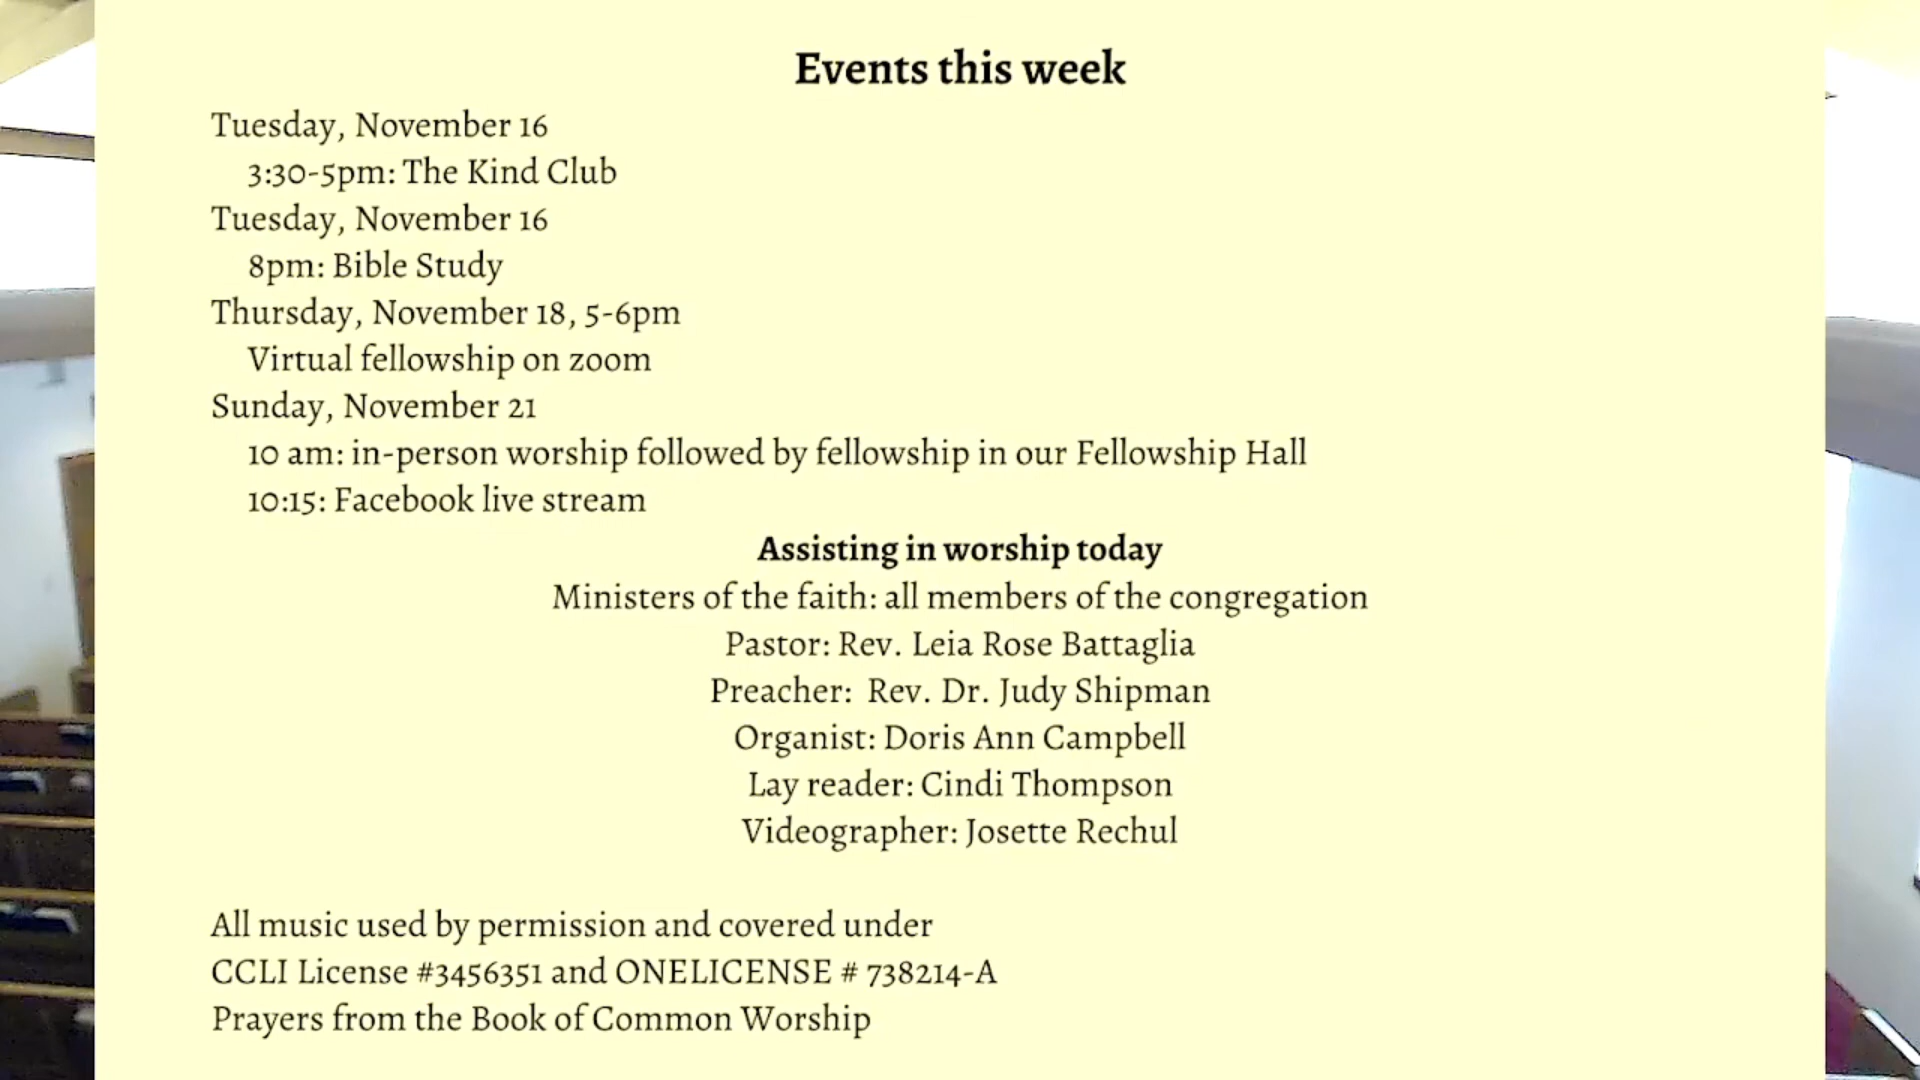 Events this week
Tuesday, November 16
3:30-5pm: The Kind Club
Tuesday, November 16
8pm: Bible Study
Thursday, November 18, 5-6pm
Virtual fellowship on zoom
Sunday, November 21
10 am: in-person worship followed by fellowship in our Fellowship Hall
10:15: Facebook live stream
Assisting in worship today
Ministers of the faith: all members of the congregation
Pastor: Rev. Leia Rose Battaglia
Preacher:  Rev. Dr. Judy Shipman
Organist: Doris Ann Campbell
Lay reader: Cindi Thompson
Videographer: Josette Rechul
All music used by permission and covered under
CCLI License #3456351 and ONELICENSE # 738214-A
Prayers from the Book of Common Worship